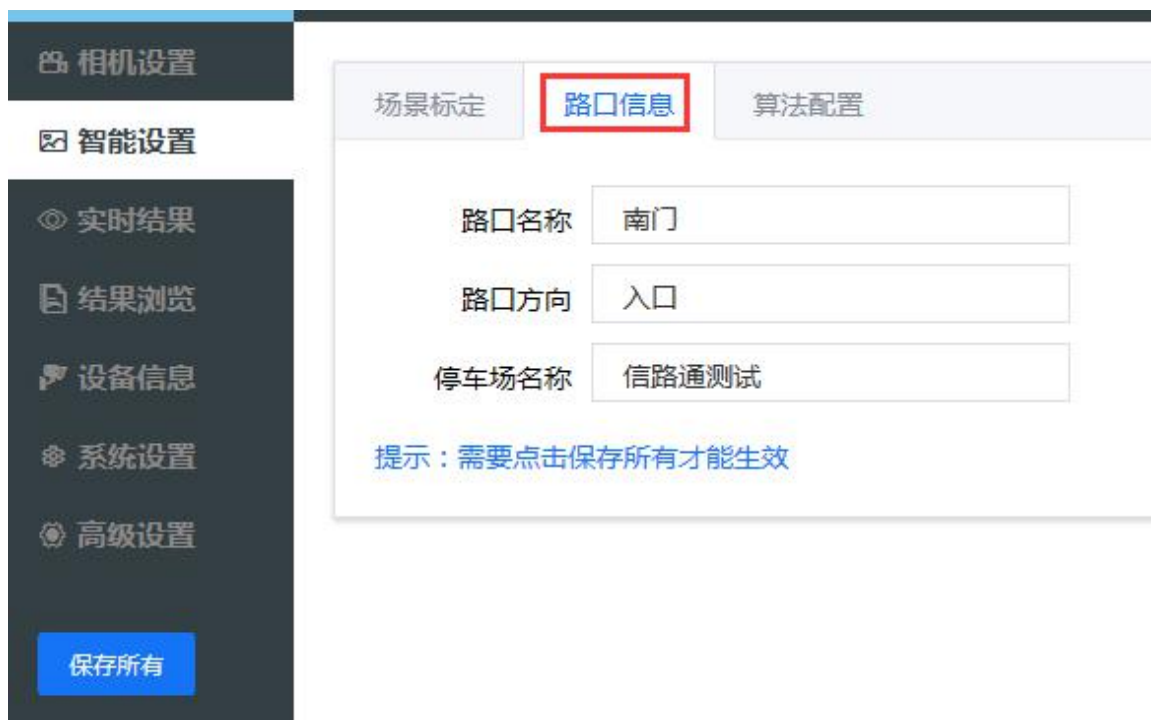 相机设置
智能设置
实时结果
结果浏览
设备信息
系统设置
高级设置
保存所有
场景标定 路口信息 算法配置
路口名称 南门
路口方向 入口
停车场名称 信路通测试
提示：需要点击保存所有才能生效